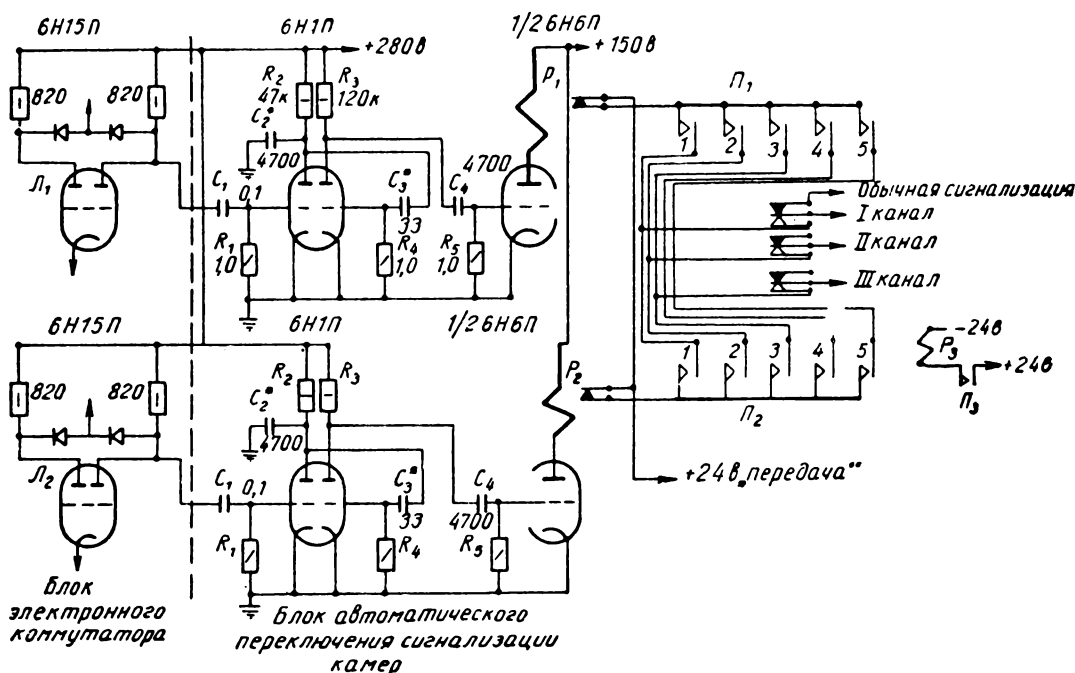 6Н15П
6Н1П
1/2 6Н6П
+280в
+150в
820
820
R2
47к
R3
120к
P1
П1
C2*
4700
4700
Л1
C1
0,1
C3*
33
C4
R1
1,0
R4
1,0
R5
1,0
1
2
3
4
5
Обычная сигнализация
I канал
II канал
III канал
6Н15П
6Н1П
1/2 6Н6П
820
820
R2
R3
P2
1
2
3
4
5
П2
-24в
P3
+24в
П3
C2*
4700
Л2
C1
0,1
C3*
33
C4
4700
R1
R4
R5
+24в „передача“
Блок
электронного
коммутатора
Блок автоматического
переключения сигнализации
камер